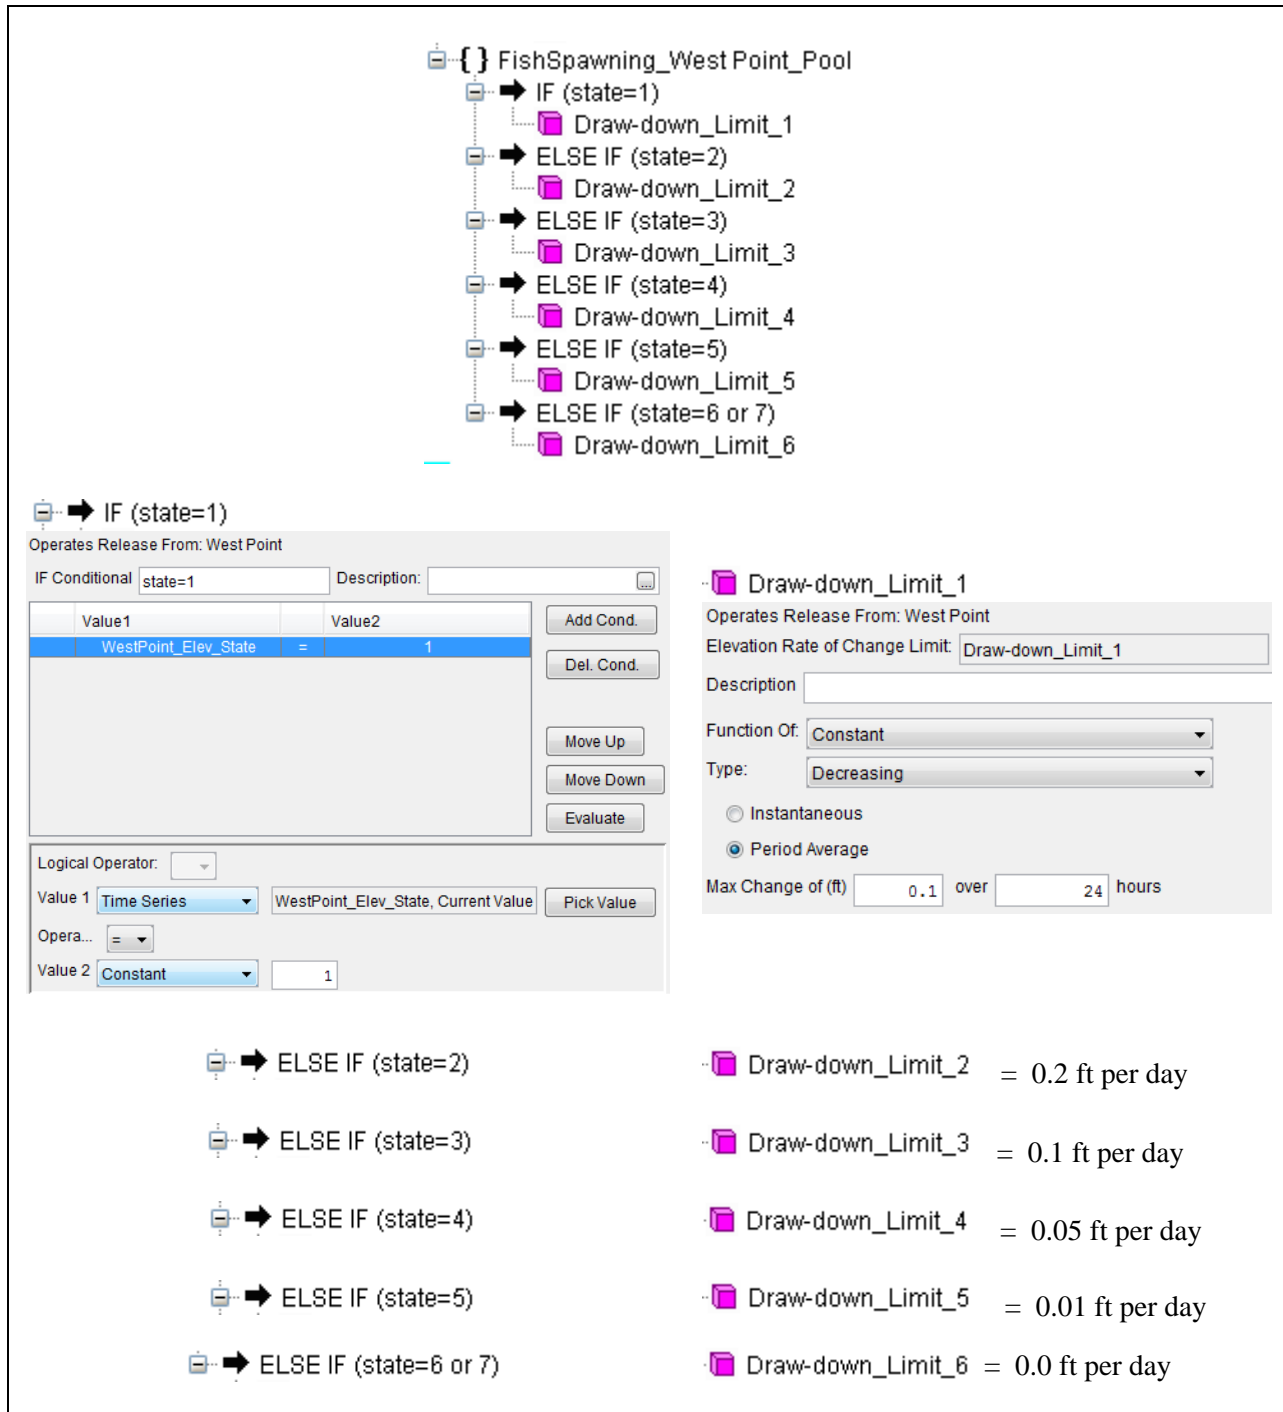 { } FishSpawning_West Point_Pool
IF (state=1)
Draw-down_Limit_1
ELSE IF (state=2)
Draw-down_Limit_2
ELSE IF (state=3)
Draw-down_Limit_3
ELSE IF (state=4)
Draw-down_Limit_4
ELSE IF (state=5)
Draw-down_Limit_5
ELSE IF (state=6 or 7)
Draw-down_Limit_6
IF (state=1)
Operates Release From: West Point
IF Conditional state=1 Description: ...
Value1 Value2 Add Cond.
WestPoint_Elev_State = 1
Del. Cond.
Move Up
Move Down
Evaluate
Logical Operator:
Value 1 Time Series WestPoint_Elev_State, Current Value Pick Value
Opera... =
Value 2 Constant 1
Draw-down_Limit_1
Operates Release From: West Point
Elevation Rate of Change Limit: Draw-down_Limit_1
Description
Function Of: Constant
Type: Decreasing
Instantaneous
Period Average
Max Change of (ft) 0.1 over 24 hours
ELSE IF (state=2) Draw-down_Limit_2 = 0.2 ft per day
ELSE IF (state=3) Draw-down_Limit_3 = 0.1 ft per day
ELSE IF (state=4) Draw-down_Limit_4 = 0.05 ft per day
ELSE IF (state=5) Draw-down_Limit_5 = 0.01 ft per day
ELSE IF (state=6 or 7) Draw-down_Limit_6 = 0.0 ft per day